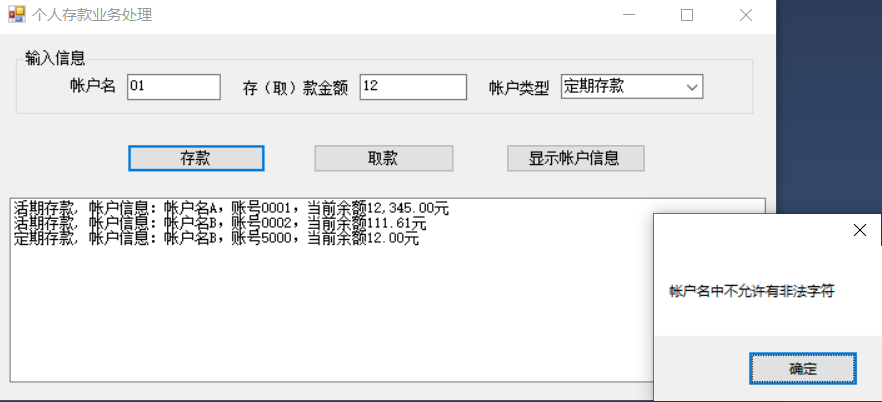 个人存款业务处理
输入信息
帐户名 01 存（取）款金额 12 帐户类型 定期存款
存款 取款 显示帐户信息
活期存款, 帐户信息: 帐户名A, 账号0001, 当前余额12,345.00元
活期存款, 帐户信息: 帐户名B, 账号0002, 当前余额111.61元
定期存款, 帐户信息: 帐户名B, 账号5000, 当前余额12.00元
帐户名中不允许有非法字符
确定